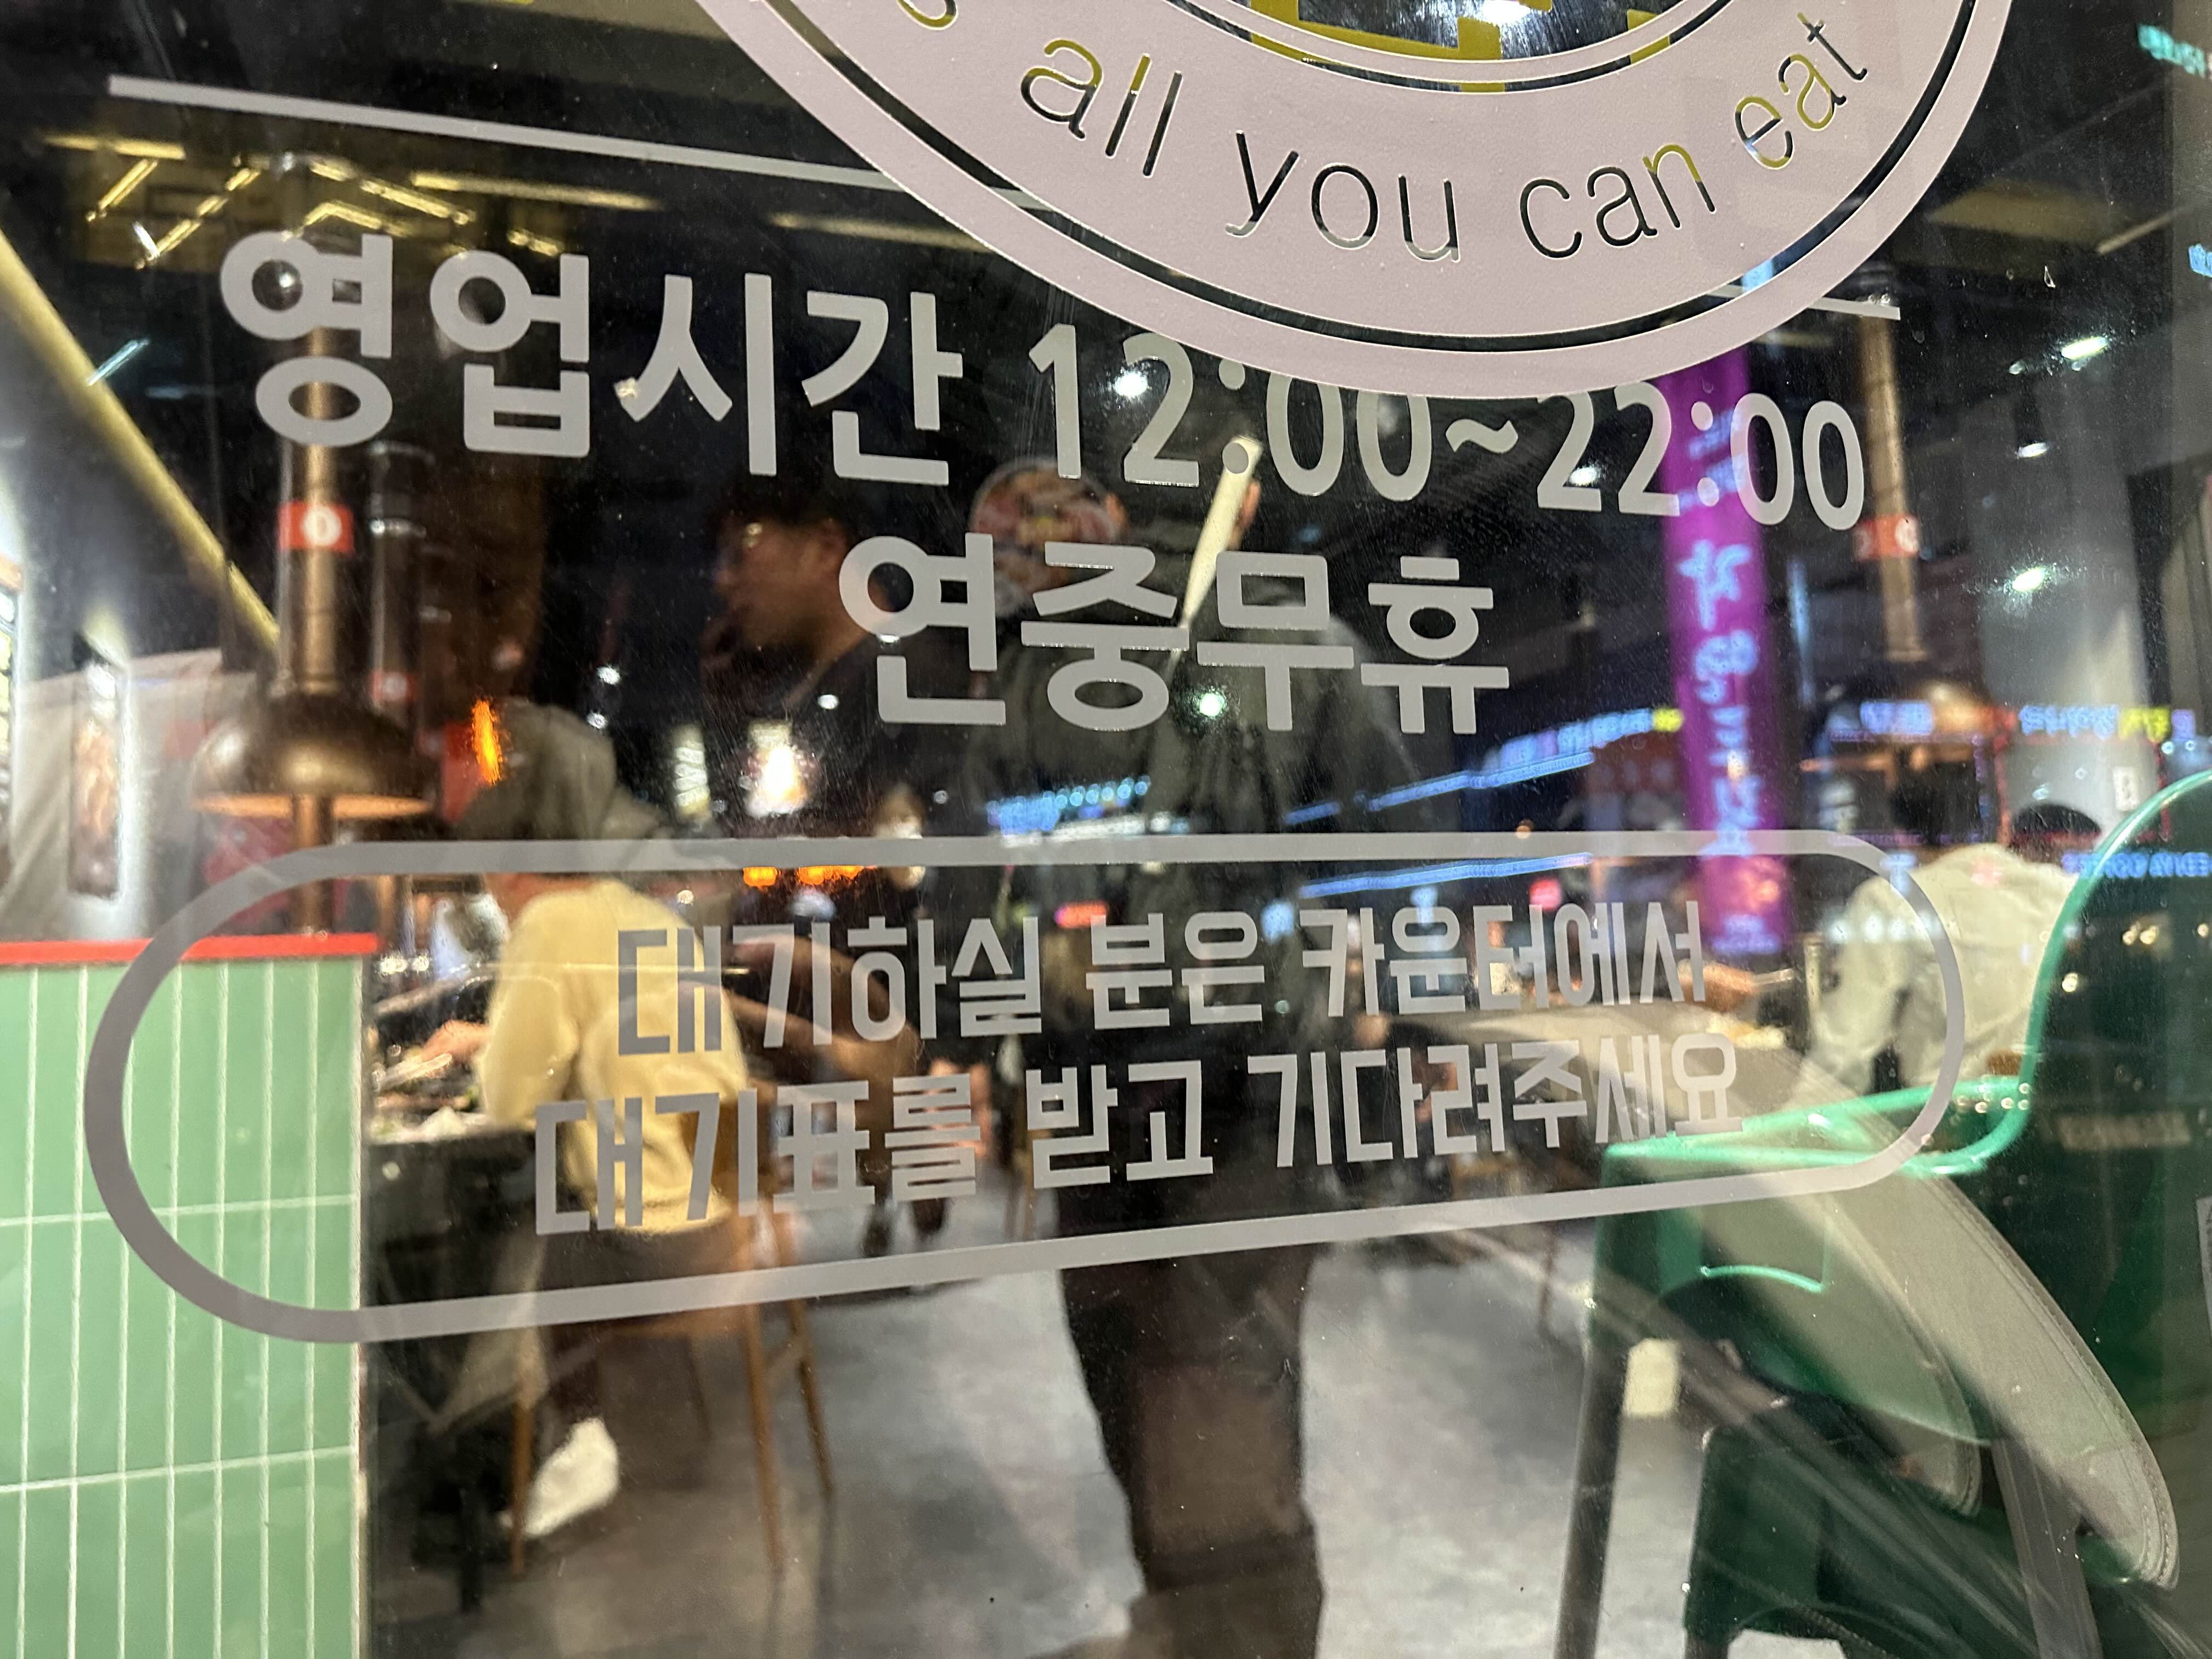 all you can eat
영업시간 12:00~22:00
연중무휴
대기하실 분은 카운터에서
대기표를 받고 기다려주세요